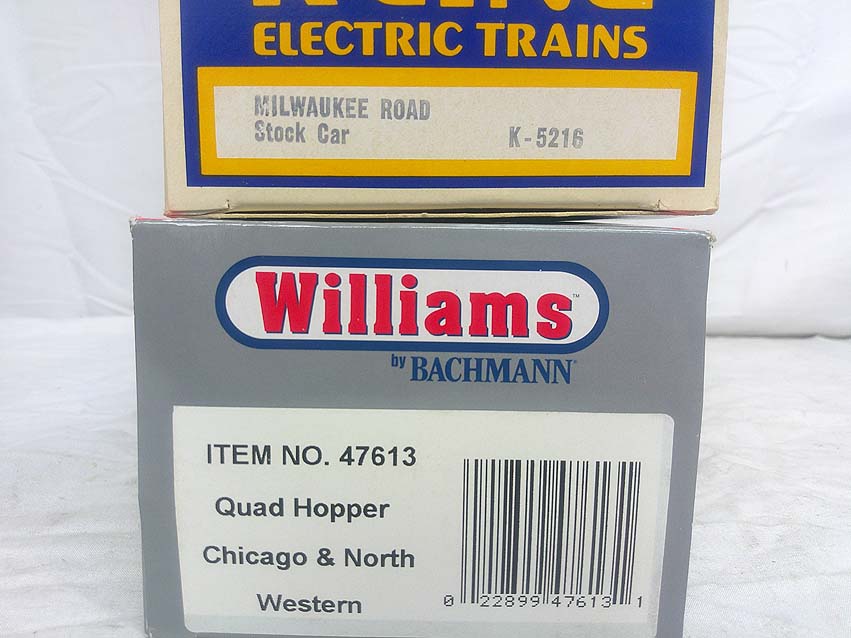 ELECTRIC TRAINS
MILWAUKEE ROAD
Stock Car K-5216
Williams™
by BACHMANN
ITEM NO. 47613
Quad Hopper
Chicago & North
Western
0 22899 47613 1